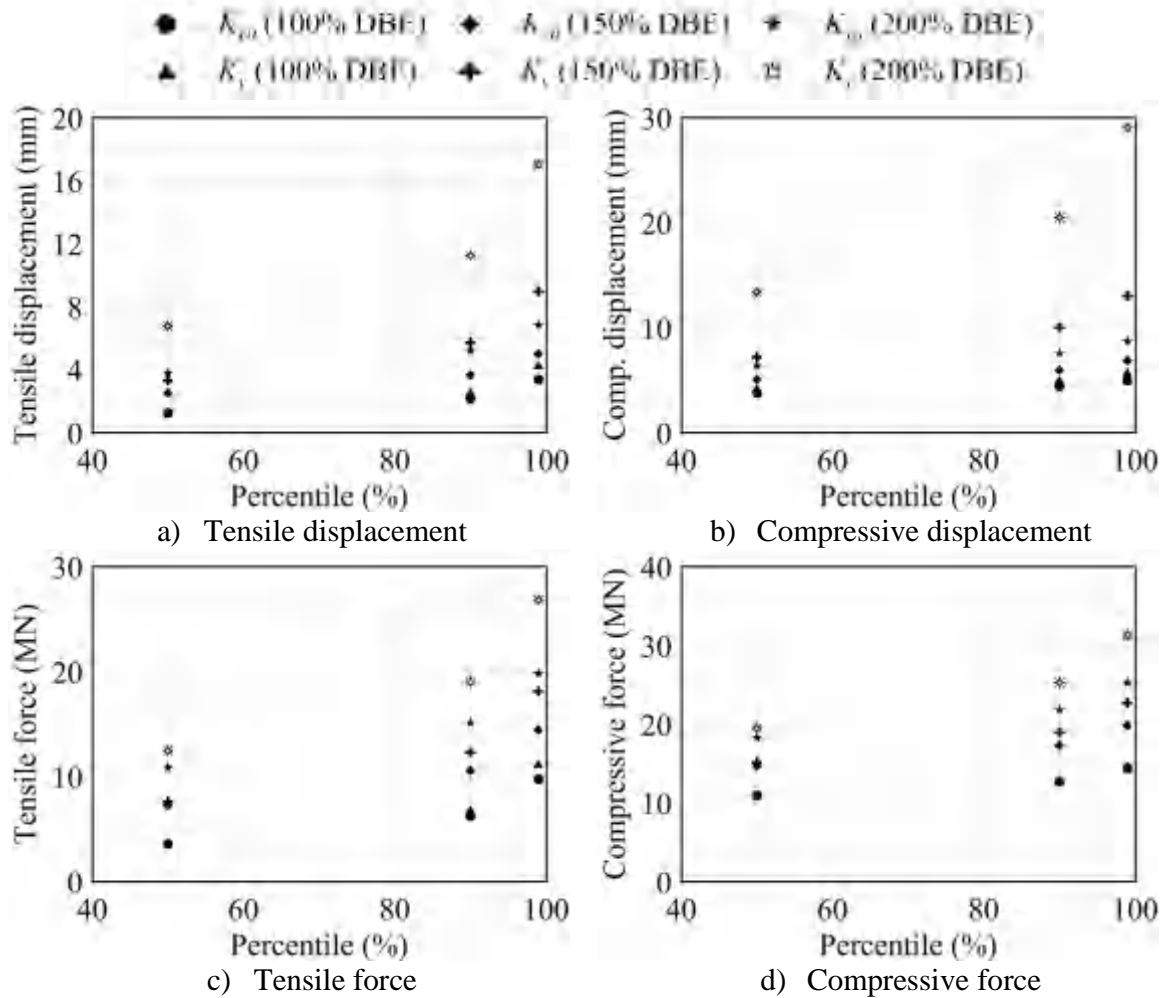 (100% DBE) (150% DBE) (200% DBE)
(100% DBE) (150% DBE) (200% DBE)
20
16
12
8
4
0
Tensile displacement (mm)
40 60 80 100
Percentile (%)
a) Tensile displacement
30
20
10
0
Comp. displacement (mm)
40 60 80 100
Percentile (%)
b) Compressive displacement
30
20
10
0
Tensile force (MN)
40 60 80 100
Percentile (%)
c) Tensile force
40
30
20
10
0
Compressive force (MN)
40 60 80 100
Percentile (%)
d) Compressive force